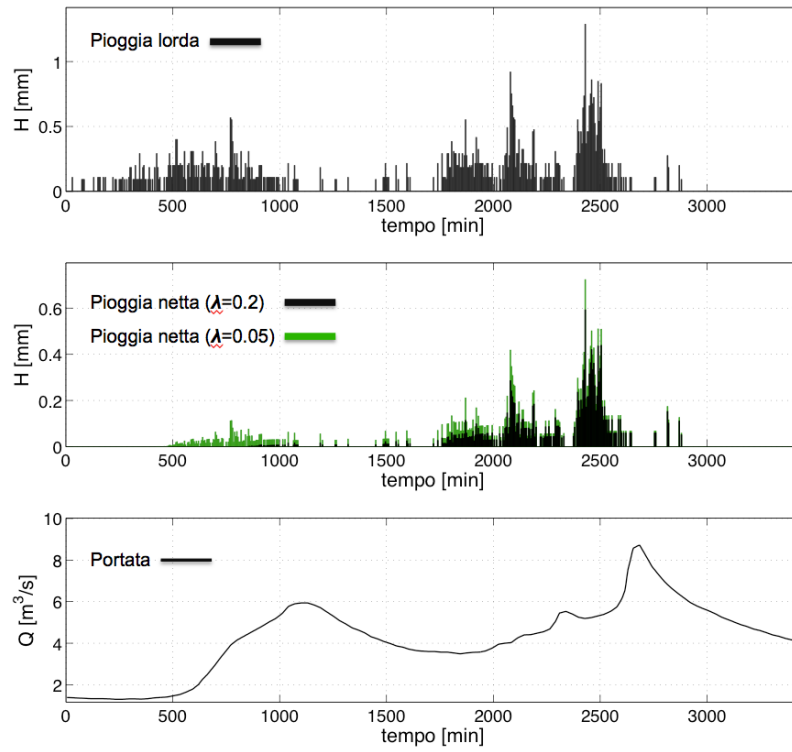 Pioggia lorda
H [mm]
1
0.5
0
0 500 1000 1500 2000 2500 3000
tempo [min]
Pioggia netta (λ=0.2)
Pioggia netta (λ=0.05)
H [mm]
0.6
0.4
0.2
0
0 500 1000 1500 2000 2500 3000
tempo [min]
Portata
Q [m³/s]
10
8
6
4
2
0 500 1000 1500 2000 2500 3000
tempo [min]